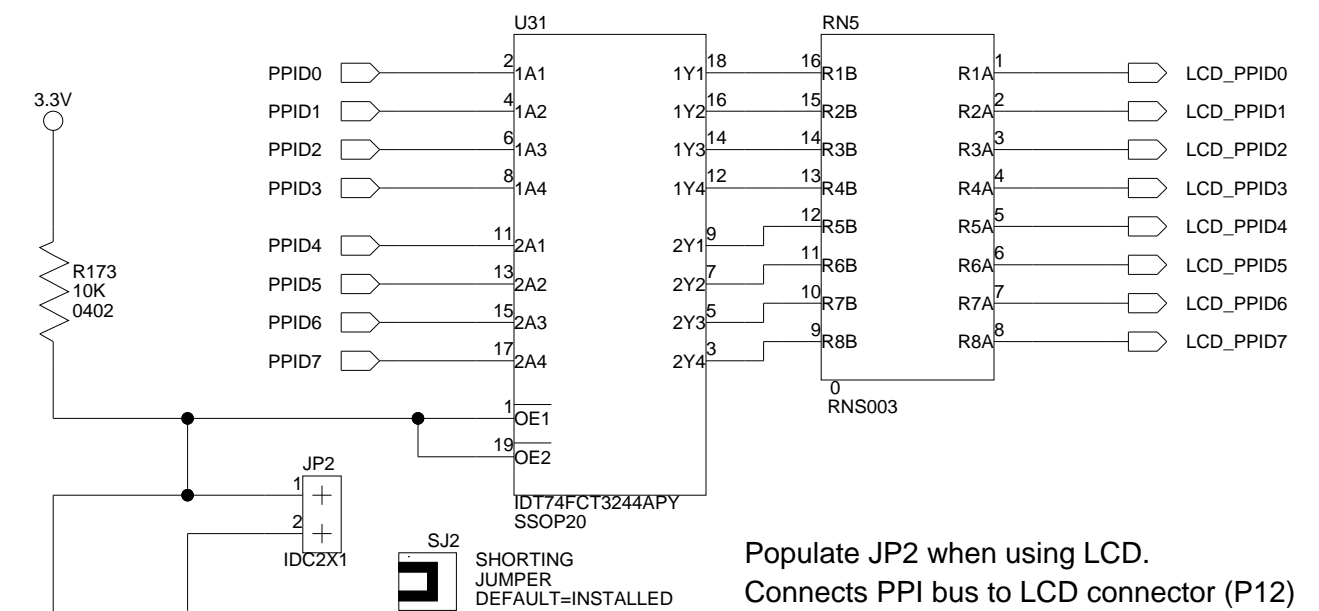 U31 RN5
PPID0 2 1A1 1Y1 18 16 R1B R1A 1 LCD_PPID0
3.3V
PPID1 4 1A2 1Y2 16 15 R2B R2A 2 LCD_PPID1
PPID2 6 1A3 1Y3 14 14 R3B R3A 3 LCD_PPID2
PPID3 8 1A4 1Y4 12 13 R4B R4A 4 LCD_PPID3
12 R5B R5A 5 LCD_PPID4
PPID4 11 2A1 2Y1 9
11 R6B R6A 6 LCD_PPID5
R173
10K
0402
PPID5 13 2A2 2Y2 7
10 R7B R7A 7 LCD_PPID6
PPID6 15 2A3 2Y3 5
9 R8B R8A 8 LCD_PPID7
PPID7 17 2A4 2Y4 3
0
RNS003
1 OE1
19 OE2
JP2
1
2
IDC2X1
IDT74FCT3244APY
SSOP20
SJ2
SHORTING
JUMPER
DEFAULT=INSTALLED
Populate JP2 when using LCD.
Connects PPI bus to LCD connector (P12)